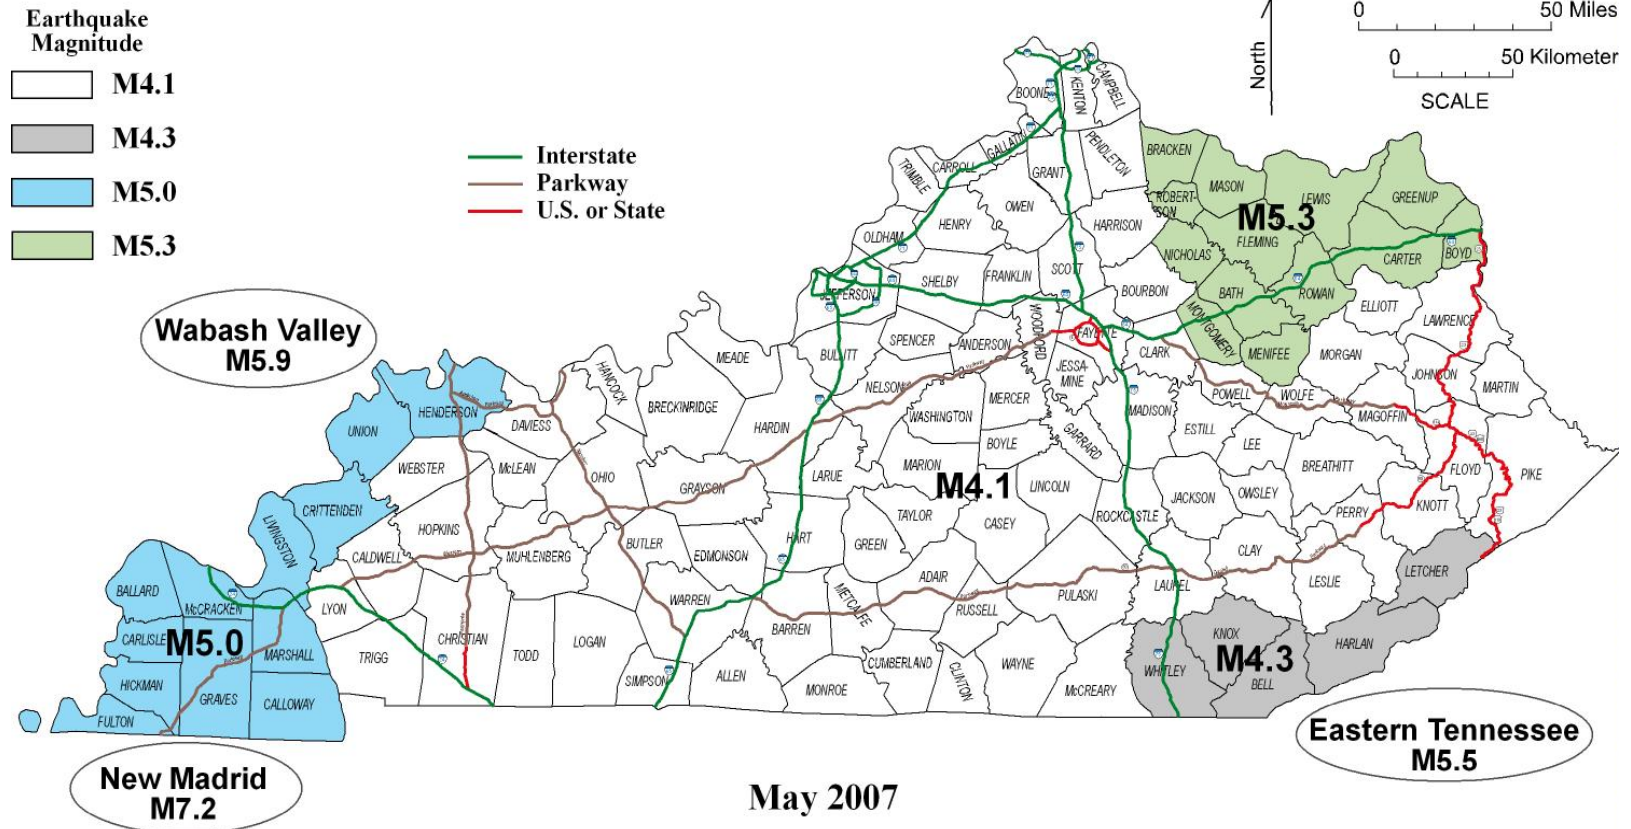 Earthquake
Magnitude
M4.1
M4.3
M5.0
M5.3
Interstate
Parkway
U.S. or State
North
0 50 Miles
0 50 Kilometer
SCALE
Wabash Valley
M5.9
New Madrid
M7.2
Eastern Tennessee
M5.5
May 2007
M5.3
M4.1
M5.0
M4.3
BOONE
KENTON
CAMPBELL
GALLATIN
PENDLETON
BRACKEN
CARROLL
TRIMBLE
GRANT
MASON
ROBERT-
SON
LEWIS
GREENUP
OWEN
HENRY
HARRISON
OLDHAM
FLEMING
NICHOLAS
CARTER
BOYD
SHELBY
FRANKLIN
SCOTT
JEFFERSON
BOURBON
BATH
ROWAN
ELLIOTT
LAWRENCE
MONTGOMERY
WOODFORD
FAYETTE
SPENCER
ANDERSON
CLARK
MENIFEE
MORGAN
BULLITT
MEADE
JESSA-
MINE
JOHNSON
MARTIN
HANCOCK
NELSON
MERCER
POWELL
WOLFE
MAGOFFIN
BRECKINRIDGE
WASHINGTON
MADISON
HENDERSON
DAVIESS
UNION
HARDIN
ESTILL
GARRARD
BOYLE
LEE
WEBSTER
McLEAN
OHIO
LARUE
MARION
BREATHITT
FLOYD
PIKE
GRAYSON
LINCOLN
JACKSON
OWSLEY
KNOTT
CRITTENDEN
LIVINGSTON
TAYLOR
CASEY
ROCKCASTLE
PERRY
HOPKINS
HART
BUTLER
EDMONSON
GREEN
CALDWELL
MUHLENBERG
CLAY
LETCHER
LESLIE
ADAIR
LAUREL
BALLARD
McCRACKEN
LYON
WARREN
METCALFE
RUSSELL
PULASKI
BARREN
CARLISLE
MARSHALL
CHRISTIAN
LOGAN
TODD
TRIGG
KNOX
HARLAN
CUMBERLAND
WAYNE
WHITLEY
BELL
HICKMAN
GRAVES
CALLOWAY
SIMPSON
ALLEN
MONROE
CLINTON
McCREARY
FULTON